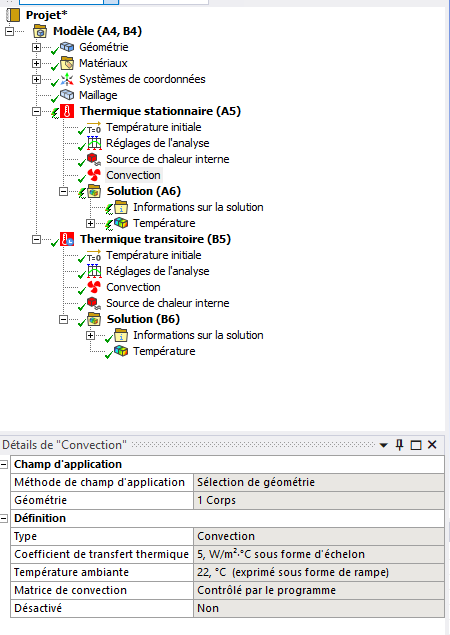 Projet*
Modèle (A4, B4)
Géométrie
Matériaux
Systèmes de coordonnées
Maillage
Thermique stationnaire (A5)
T=0 Température initiale
Réglages de l'analyse
Source de chaleur interne
Convection
Solution (A6)
Informations sur la solution
Température
Thermique transitoire (B5)
T=0 Température initiale
Réglages de l'analyse
Convection
Source de chaleur interne
Solution (B6)
Informations sur la solution
Température
Détails de "Convection"
Champ d'application
Méthode de champ d'application Sélection de géométrie
Géométrie 1 Corps
Définition
Type Convection
Coefficient de transfert thermique 5, W/m²·°C sous forme d'échelon
Température ambiante 22, °C (exprimé sous forme de rampe)
Matrice de convection Contrôlé par le programme
Désactivé Non